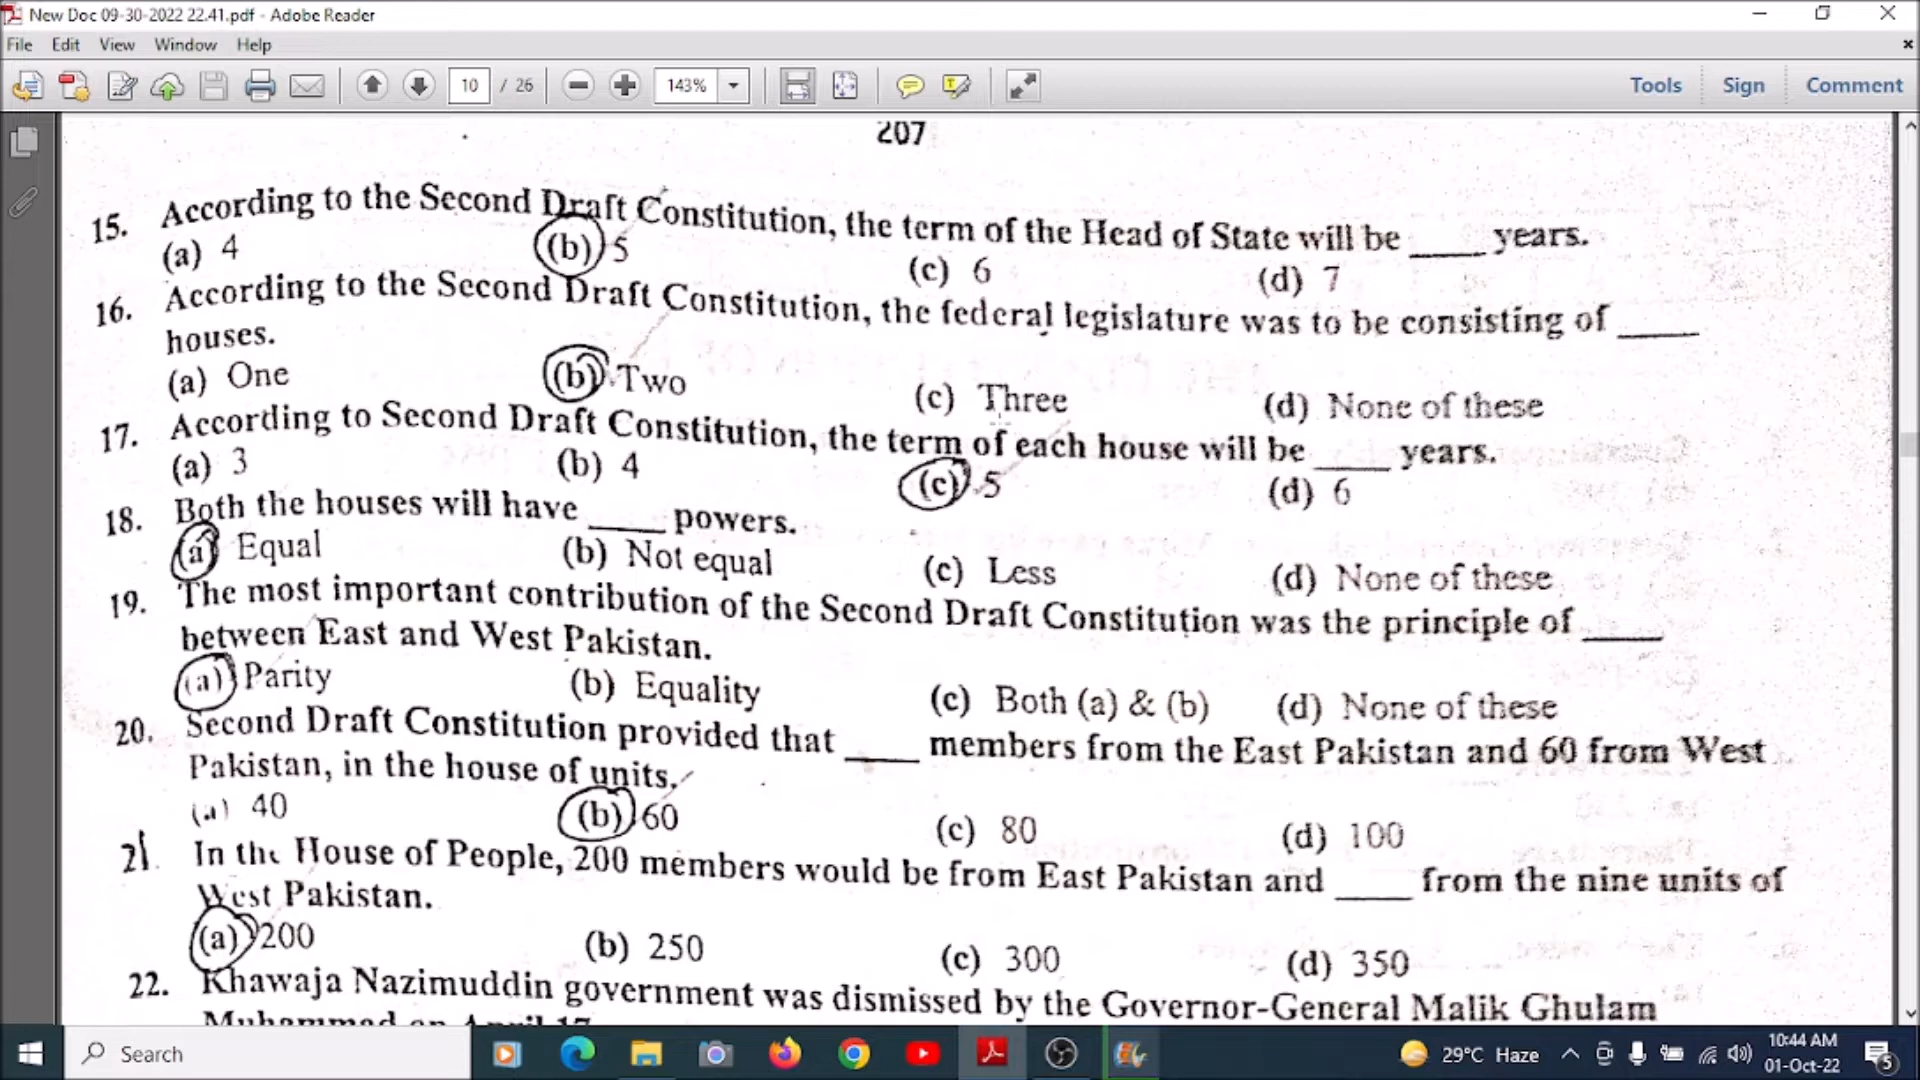 New Doc 09-30-2022 22.41.pdf - Adobe Reader
File Edit View Window Help
10 / 26 143% Tools Sign Comment
207
15. According to the Second Draft Constitution, the term of the Head of State will be ____ years.
(a) 4 (b) 5 (c) 6 (d) 7
16. According to the Second Draft Constitution, the federal legislature was to be consisting of ____
houses.
(a) One (b) Two (c) Three (d) None of these
17. According to Second Draft Constitution, the term of each house will be ____ years.
(a) 3 (b) 4 (c) 5 (d) 6
18. Both the houses will have ____ powers.
(a) Equal (b) Not equal (c) Less (d) None of these
19. The most important contribution of the Second Draft Constitution was the principle of ____
between East and West Pakistan.
(a) Parity (b) Equality (c) Both (a) & (b) (d) None of these
20. Second Draft Constitution provided that ____ members from the East Pakistan and 60 from West
Pakistan, in the house of units.
(a) 40 (b) 60 (c) 80 (d) 100
21. In the House of People, 200 members would be from East Pakistan and ____ from the nine units of
West Pakistan.
(a) 200 (b) 250 (c) 300 (d) 350
22. Khawaja Nazimuddin government was dismissed by the Governor-General Malik Ghulam
Muhammad on April 17
Search 29°C Haze 10:44 AM
01-Oct-22 5